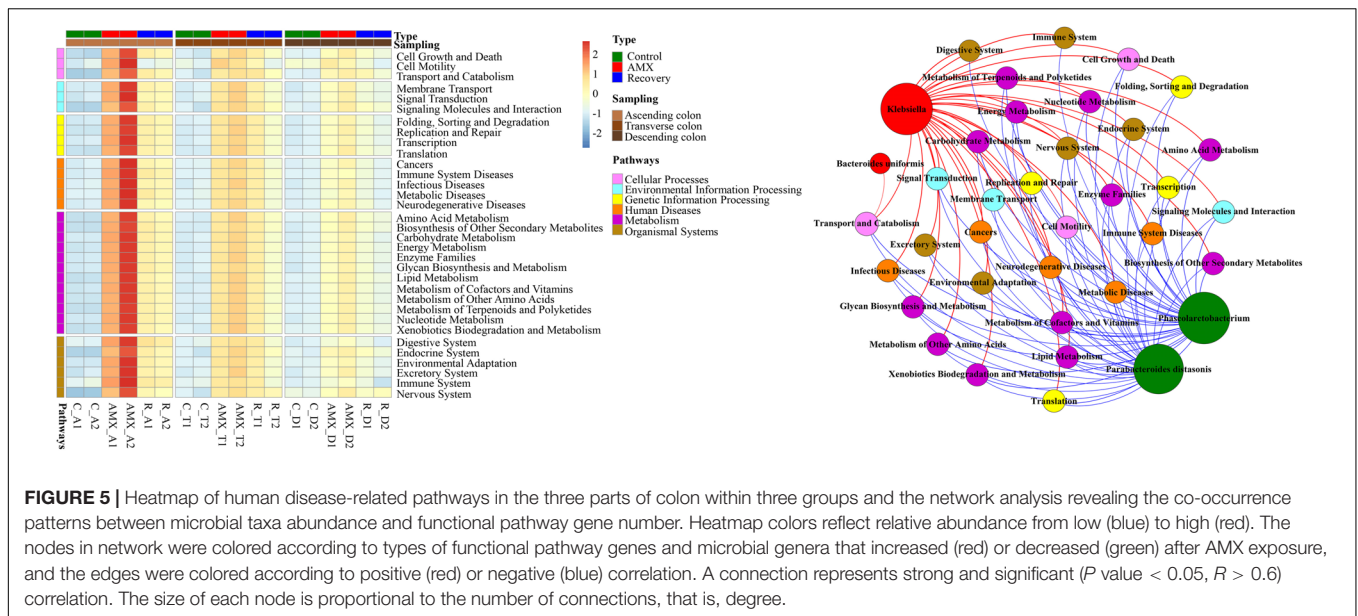 Type
Sampling
Cell Growth and Death
Cell Motility
Transport and Catabolism
Membrane Transport
Signal Transduction
Signaling Molecules and Interaction
Folding, Sorting and Degradation
Replication and Repair
Transcription
Translation
Cancers
Immune System Diseases
Infectious Diseases
Metabolic Diseases
Neurodegenerative Diseases
Amino Acid Metabolism
Biosynthesis of Other Secondary Metabolites
Carbohydrate Metabolism
Energy Metabolism
Enzyme Families
Glycan Biosynthesis and Metabolism
Lipid Metabolism
Metabolism of Cofactors and Vitamins
Metabolism of Other Amino Acids
Metabolism of Terpenoids and Polyketides
Nucleotide Metabolism
Xenobiotics Biodegradation and Metabolism
Digestive System
Endocrine System
Environmental Adaptation
Excretory System
Immune System
Nervous System
Pathways
C_A1
C_A2
AMX_A1
AMX_A2
R_A1
R_A2
C_T1
C_T2
AMX_T1
AMX_T2
R_T1
R_T2
C_D1
C_D2
AMX_D1
AMX_D2
R_D1
R_D2
2
1
0
-1
-2
Type
Control
AMX
Recovery
Sampling
Ascending colon
Transverse colon
Descending colon
Pathways
Cellular Processes
Environmental Information Processing
Genetic Information Processing
Human Diseases
Metabolism
Organismal Systems
Immune System
Digestive System
Cell Growth and Death
Metabolism of Terpenoids and Polyketides
Folding, Sorting and Degradation
Klebsiella
Nucleotide Metabolism
Energy Metabolism
Endocrine System
Carbohydrate Metabolism
Nervous System
Amino Acid Metabolism
Bacteroides uniformis
Signal Transduction
Replication and Repair
Enzyme Families
Transcription
Membrane Transport
Signaling Molecules and Interaction
Transport and Catabolism
Cancers
Cell Motility
Immune System Diseases
Excretory System
Infectious Diseases
Neurodegenerative Diseases
Biosynthesis of Other Secondary Metabolites
Environmental Adaptation
Metabolic Diseases
Glycan Biosynthesis and Metabolism
Metabolism of Cofactors and Vitamins
Phascolarctobacterium
Metabolism of Other Amino Acids
Lipid Metabolism
Parabacteroides distasonis
Xenobiotics Biodegradation and Metabolism
Translation
FIGURE 5 | Heatmap of human disease-related pathways in the three parts of colon within three groups and the network analysis revealing the co-occurrence
patterns between microbial taxa abundance and functional pathway gene number. Heatmap colors reflect relative abundance from low (blue) to high (red). The
nodes in network were colored according to types of functional pathway genes and microbial genera that increased (red) or decreased (green) after AMX exposure,
and the edges were colored according to positive (red) or negative (blue) correlation. A connection represents strong and significant (P value < 0.05, R > 0.6)
correlation. The size of each node is proportional to the number of connections, that is, degree.